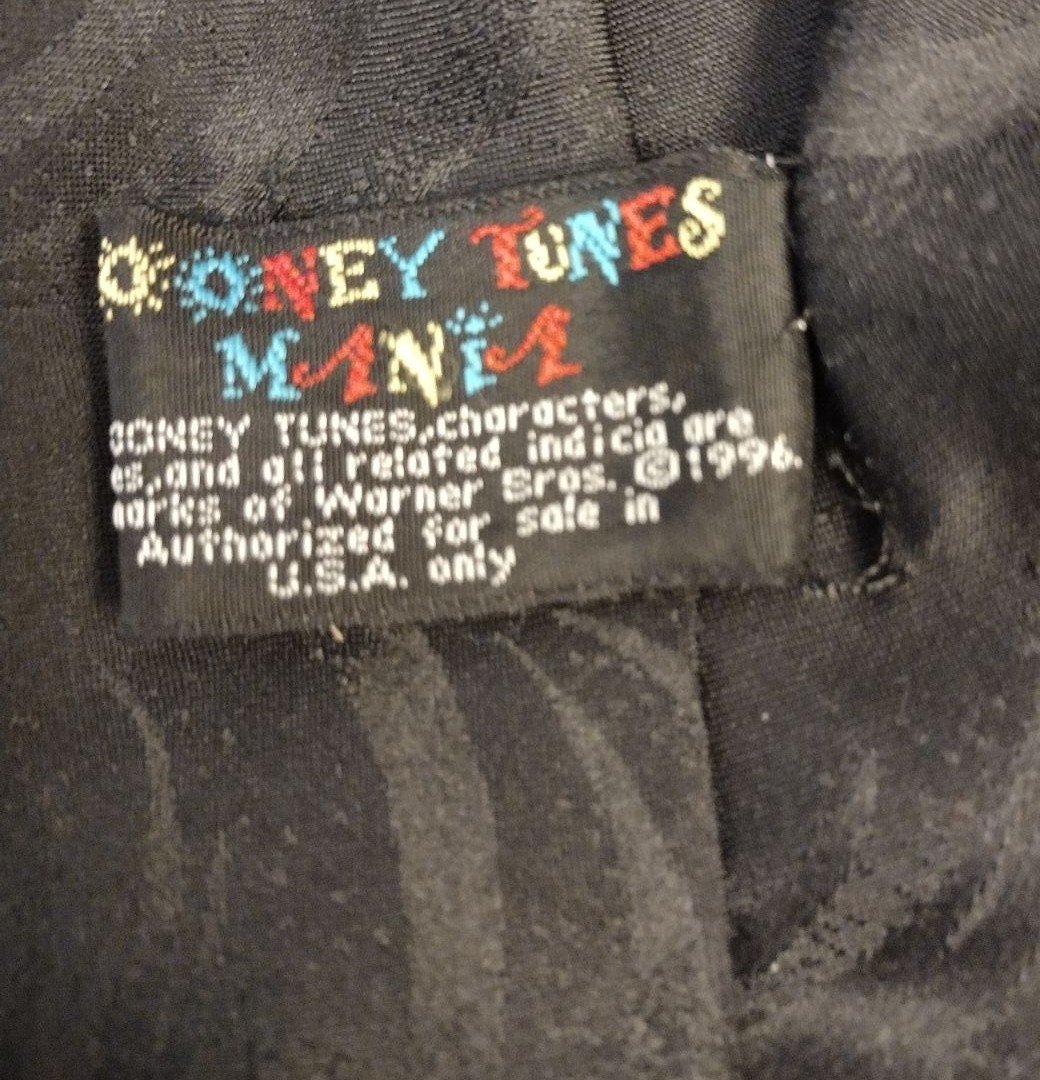 OONEY TUNES
MANIA
OONEY TUNES, characters,
es, and all related indicia are
marks of Warner Bros. ©1996.
Authorized for sale in
U.S.A. only